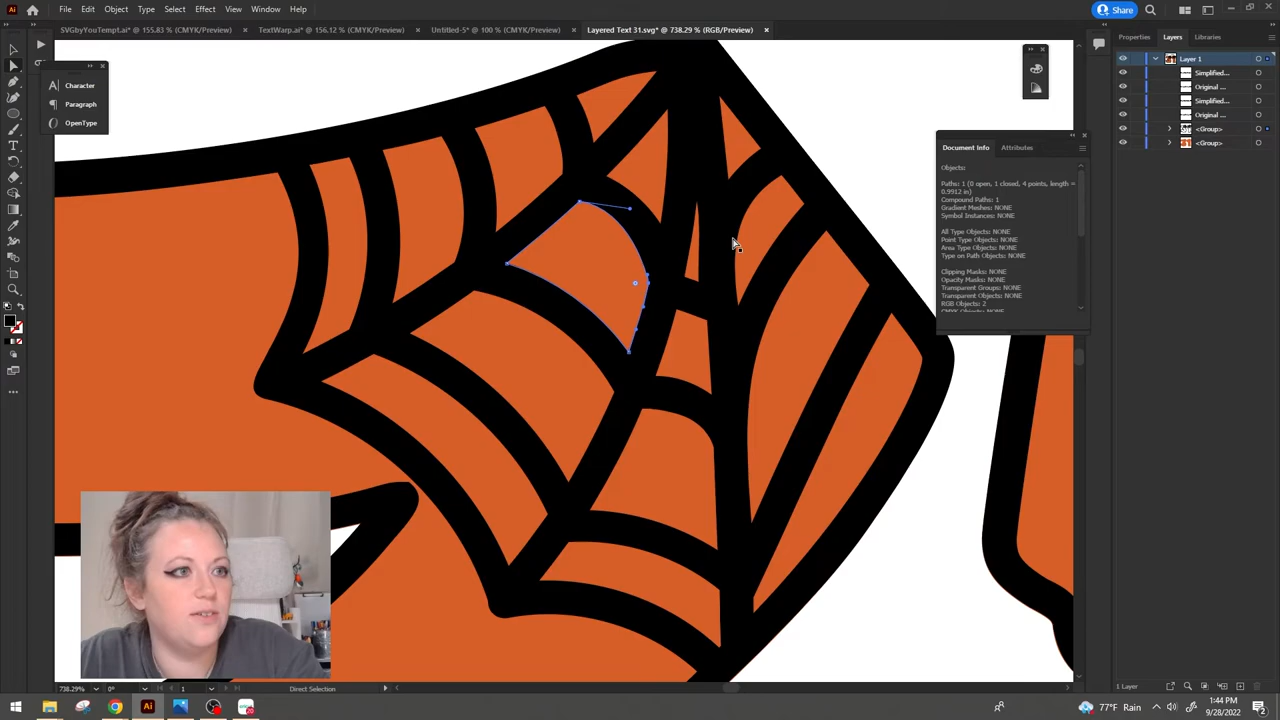 Ai File Edit Object Type Select Effect View Window Help
Share
SVGbyYouTempt.ai* @ 155.83 % (CMYK/Preview) × TextWarp.ai* @ 156.12 % (CMYK/Preview) × Untitled-5* @ 100 % (CMYK/Preview) × Layered Text 31.svg* @ 738.29 % (RGB/Preview) ×
Properties Layers Libraries
Layer 1
Simplified...
Original ...
Simplified...
Original ...
<Group>
<Group>
Character
Paragraph
OpenType
Document Info Attributes
Objects:
Paths: 1 (0 open, 1 closed, 4 points, length =
0.9912 in)
Compound Paths: 1
Gradient Meshes: NONE
Symbol Instances: NONE
All Type Objects: NONE
Point Type Objects: NONE
Area Type Objects: NONE
Type on Path Objects: NONE
Clipping Masks: NONE
Opacity Masks: NONE
Transparent Groups: NONE
Transparent Objects: NONE
RGB Objects: 2
CMYK Objects: NONE
738.29% 0° 1 Direct Selection
1 Layer
77°F Rain
1:44 PM
9/28/2022